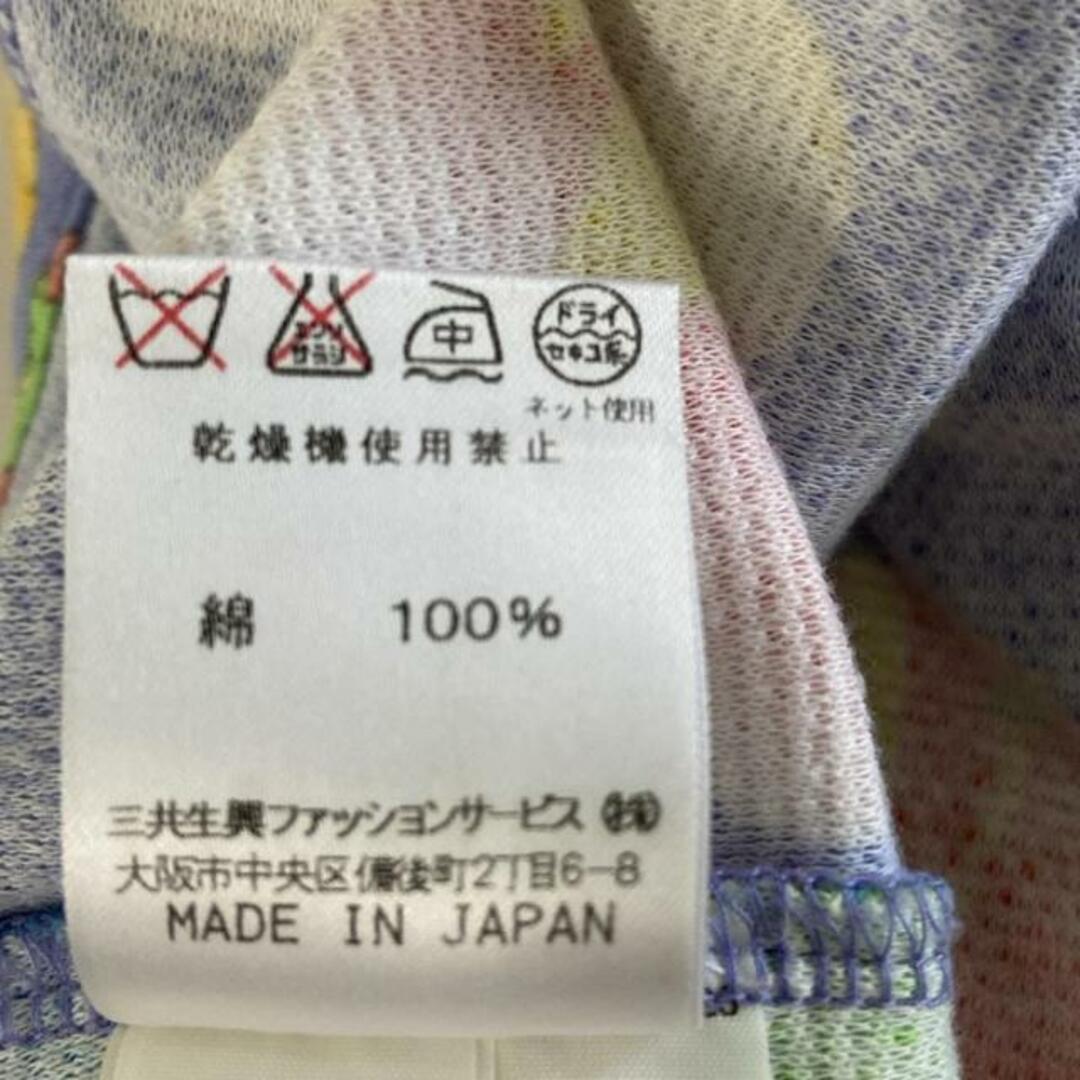 エンソ サラシ 中 ドライ セキユ系
ネット使用
乾燥機使用禁止
綿 100%
三共生興ファッションサービス ㈱
大阪市中央区備後町2丁目6-8
MADE IN JAPAN